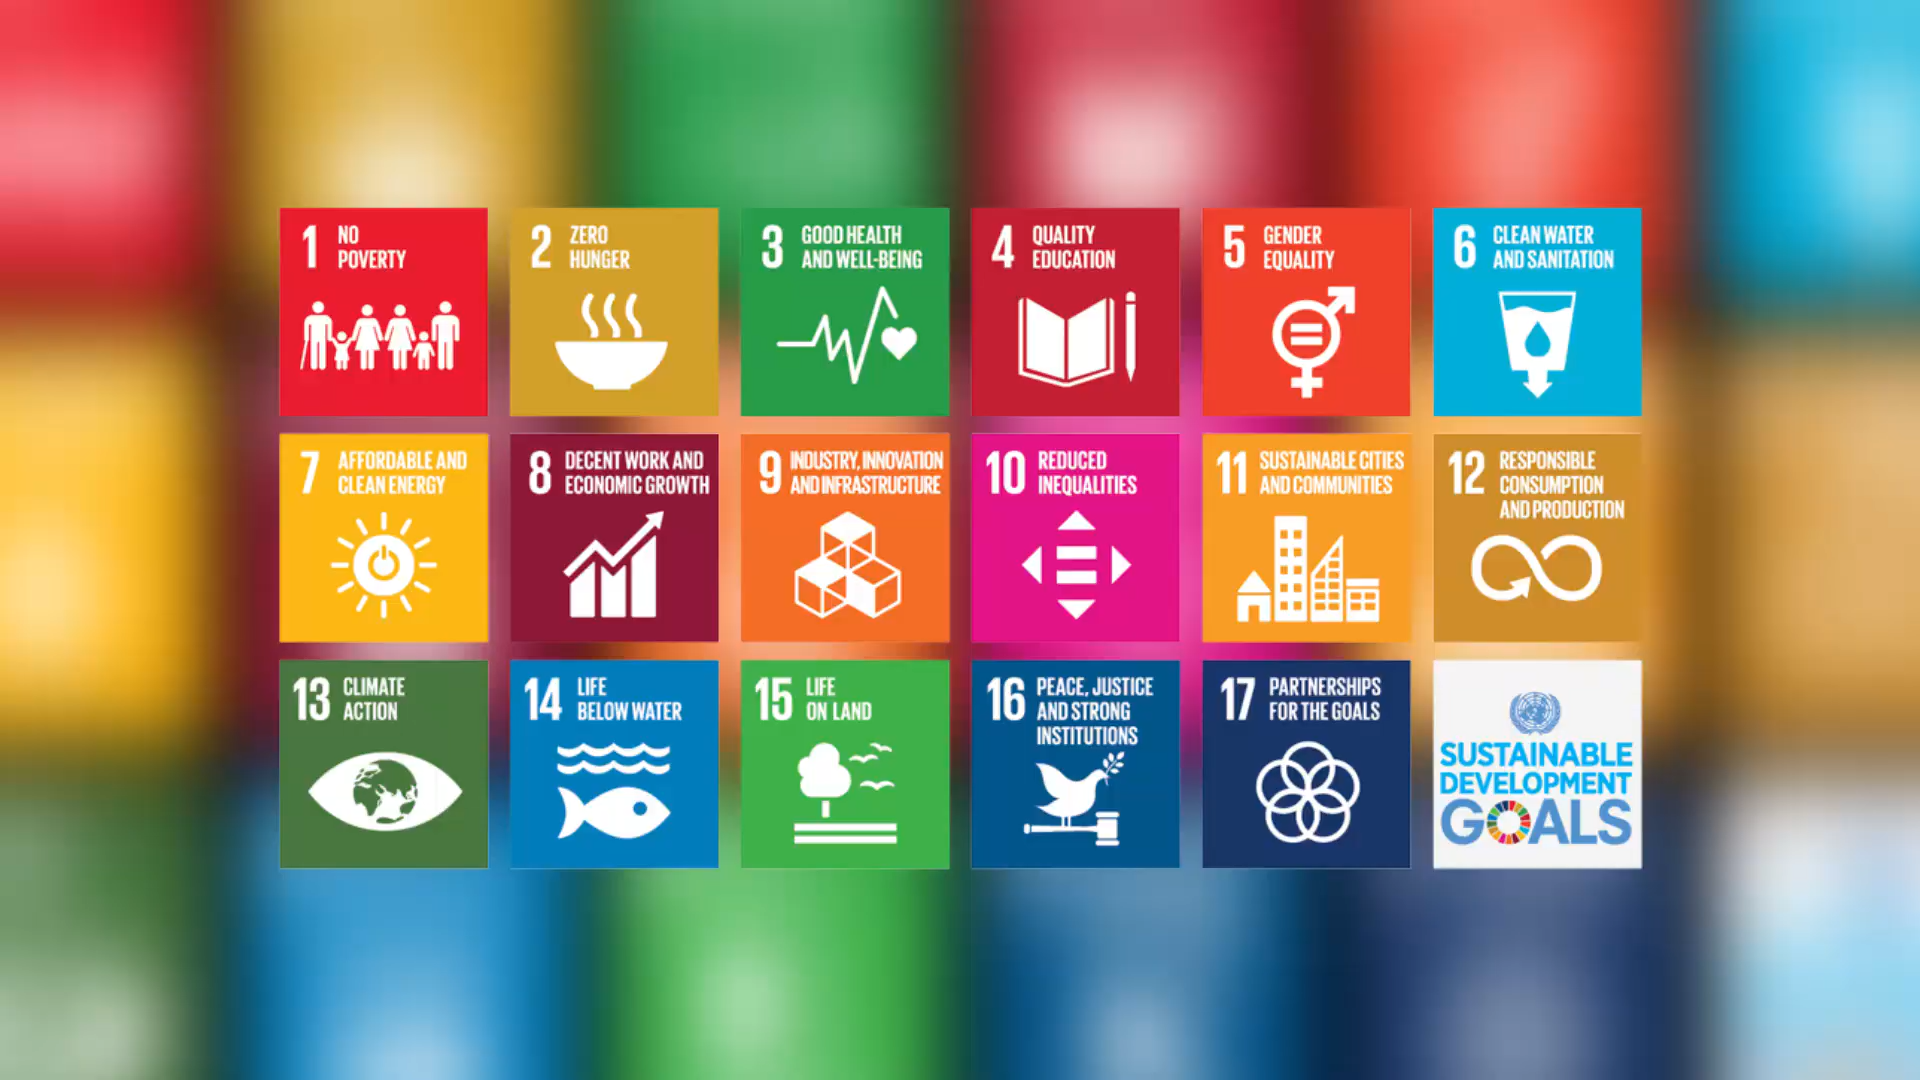 1 NO
POVERTY
2 ZERO
HUNGER
3 GOOD HEALTH
AND WELL-BEING
4 QUALITY
EDUCATION
5 GENDER
EQUALITY
6 CLEAN WATER
AND SANITATION
7 AFFORDABLE AND
CLEAN ENERGY
8 DECENT WORK AND
ECONOMIC GROWTH
9 INDUSTRY, INNOVATION
AND INFRASTRUCTURE
10 REDUCED
INEQUALITIES
11 SUSTAINABLE CITIES
AND COMMUNITIES
12 RESPONSIBLE
CONSUMPTION
AND PRODUCTION
13 CLIMATE
ACTION
14 LIFE
BELOW WATER
15 LIFE
ON LAND
16 PEACE, JUSTICE
AND STRONG
INSTITUTIONS
17 PARTNERSHIPS
FOR THE GOALS
SUSTAINABLE
DEVELOPMENT
GOALS